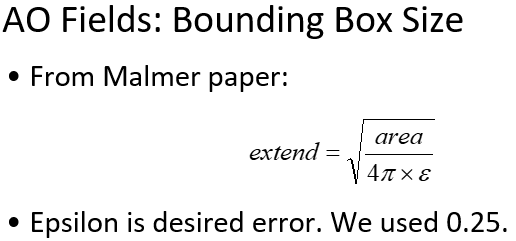 AO Fields: Bounding Box Size
• From Malmer paper:
extend = √(area / 4π × ε)
• Epsilon is desired error. We used 0.25.